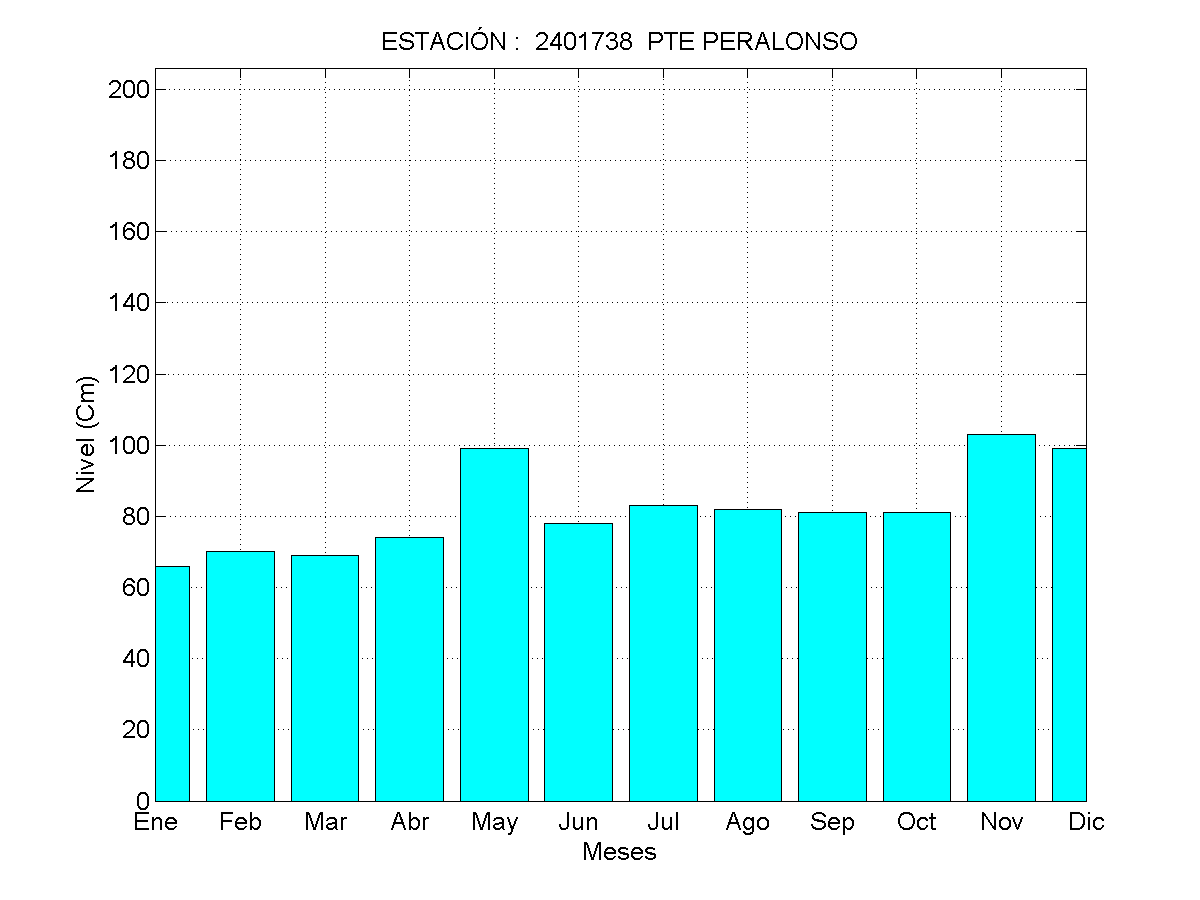 ESTACIÓN :  2401738  PTE PERALONSO
200
180
160
140
120
100
80
60
40
20
0
Nivel (Cm)
Ene Feb Mar Abr May Jun Jul Ago Sep Oct Nov Dic
Meses